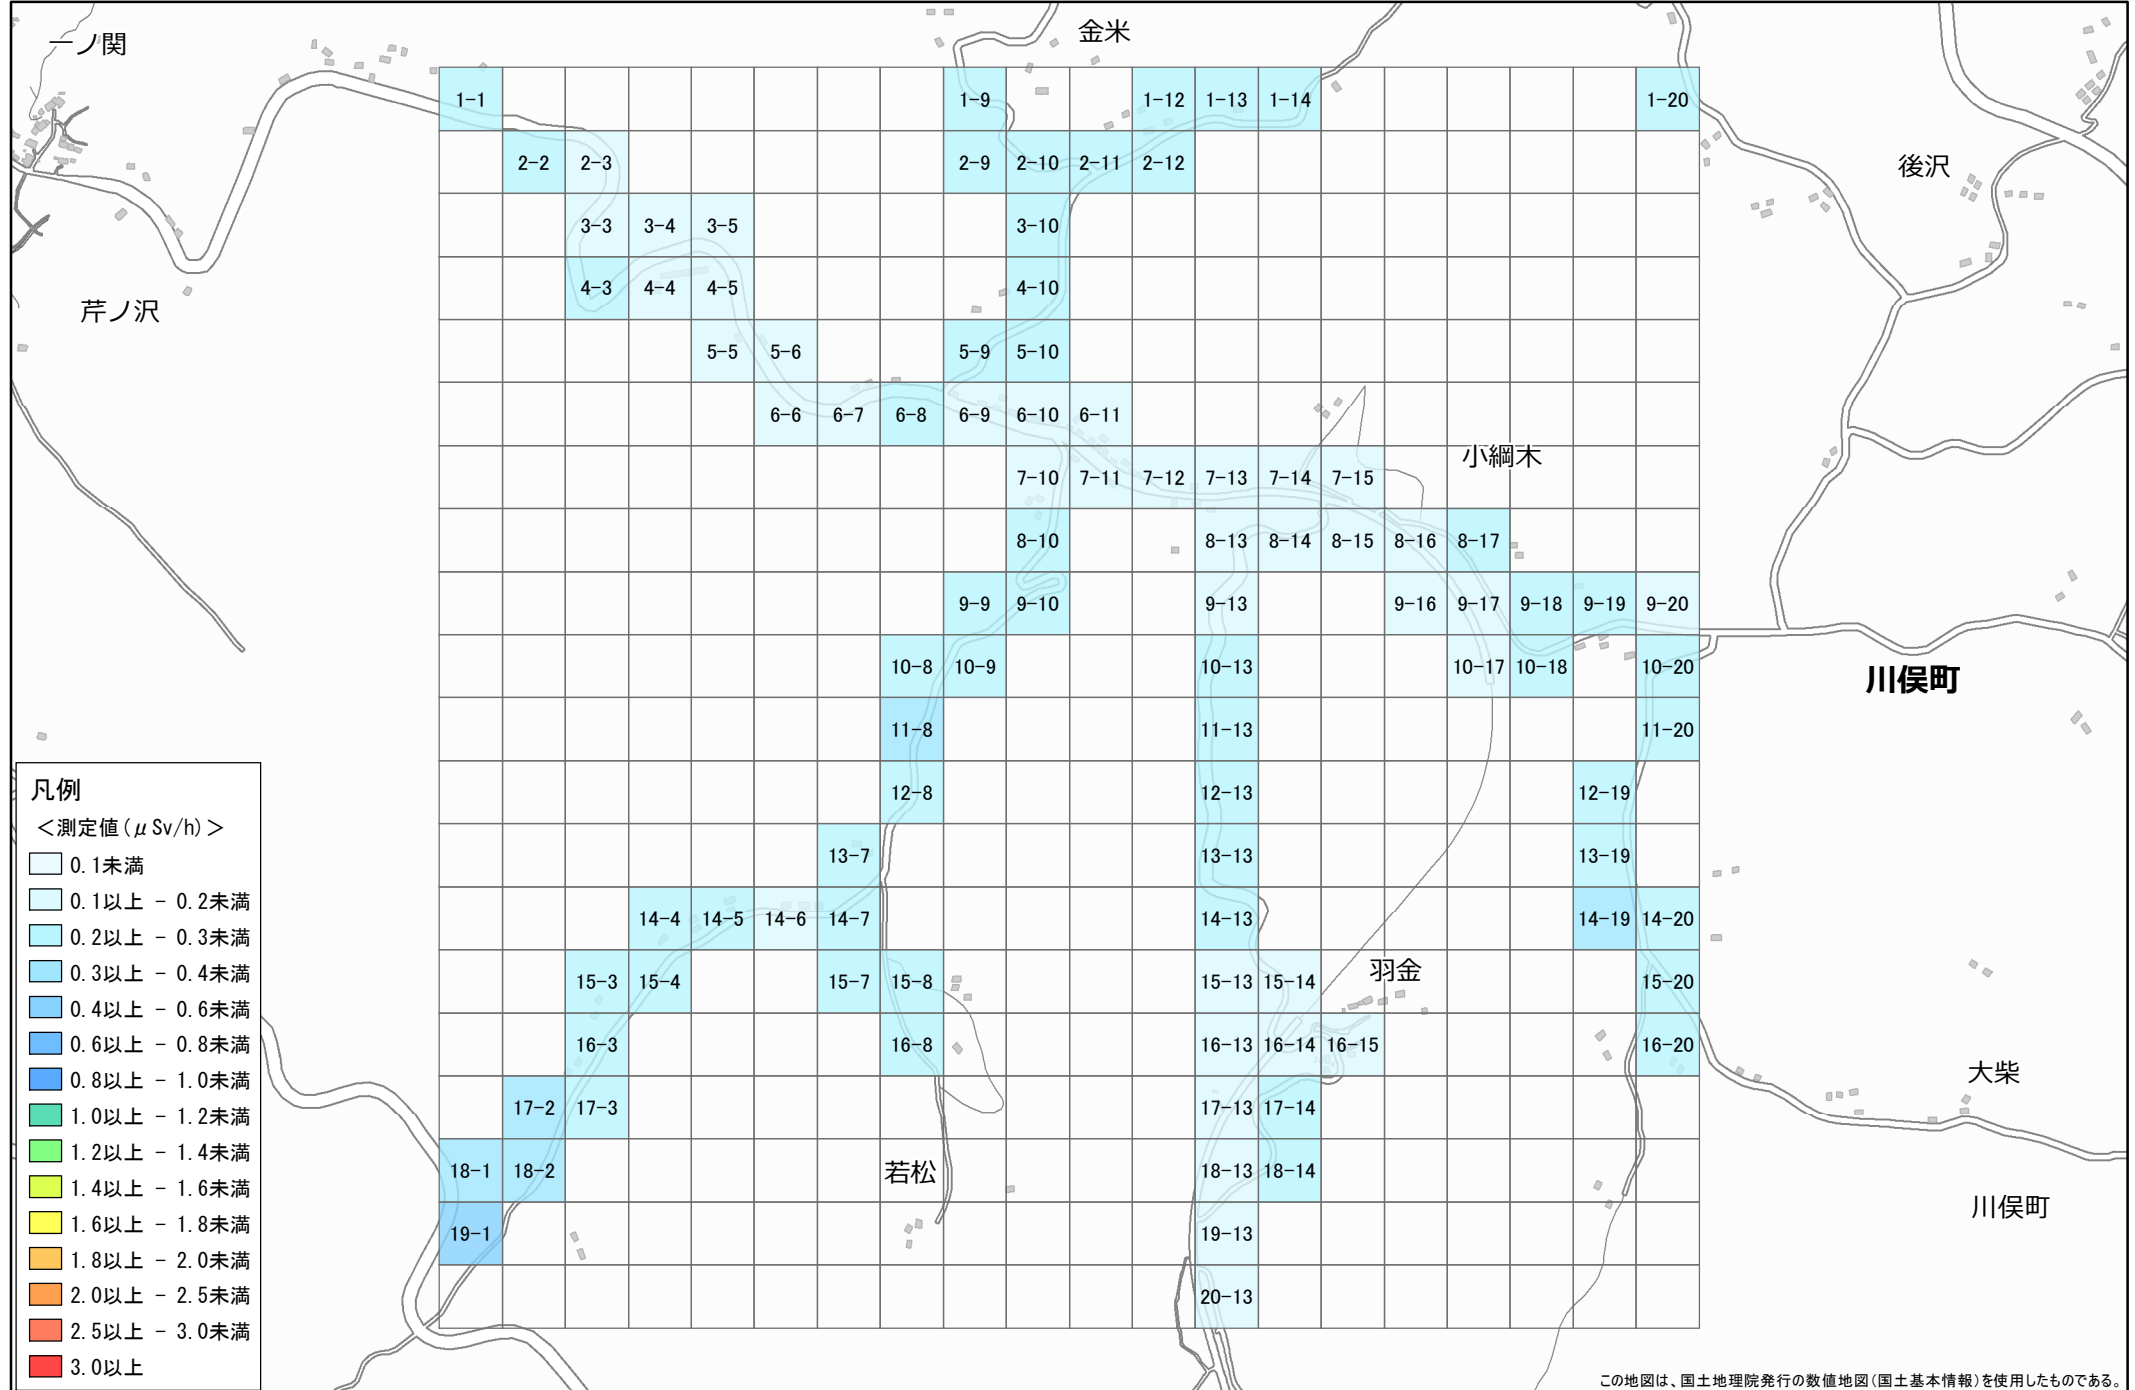 一ノ関
金米
1-1 1-9 1-12 1-13 1-14 1-20
2-2 2-3 2-9 2-10 2-11 2-12
後沢
3-3 3-4 3-5 3-10
4-3 4-4 4-5 4-10
芹ノ沢
5-5 5-6 5-9 5-10
6-6 6-7 6-8 6-9 6-10 6-11
小綱木
7-10 7-11 7-12 7-13 7-14 7-15
8-10 8-13 8-14 8-15 8-16 8-17
9-9 9-10 9-13 9-16 9-17 9-18 9-19 9-20
10-8 10-9 10-13 10-17 10-18 10-20
川俣町
11-8 11-13 11-20
12-8 12-13 12-19
13-7 13-13 13-19
14-4 14-5 14-6 14-7 14-13 14-19 14-20
羽金
15-3 15-4 15-7 15-8 15-13 15-14 15-20
16-3 16-8 16-13 16-14 16-15 16-20
大柴
17-2 17-3 17-13 17-14
18-1 18-2 18-13 18-14
若松
川俣町
19-1 19-13
20-13
凡例
＜測定値(μSv/h)＞
0.1未満
0.1以上 - 0.2未満
0.2以上 - 0.3未満
0.3以上 - 0.4未満
0.4以上 - 0.6未満
0.6以上 - 0.8未満
0.8以上 - 1.0未満
1.0以上 - 1.2未満
1.2以上 - 1.4未満
1.4以上 - 1.6未満
1.6以上 - 1.8未満
1.8以上 - 2.0未満
2.0以上 - 2.5未満
2.5以上 - 3.0未満
3.0以上
この地図は、国土地理院発行の数値地図(国土基本情報)を使用したものである。